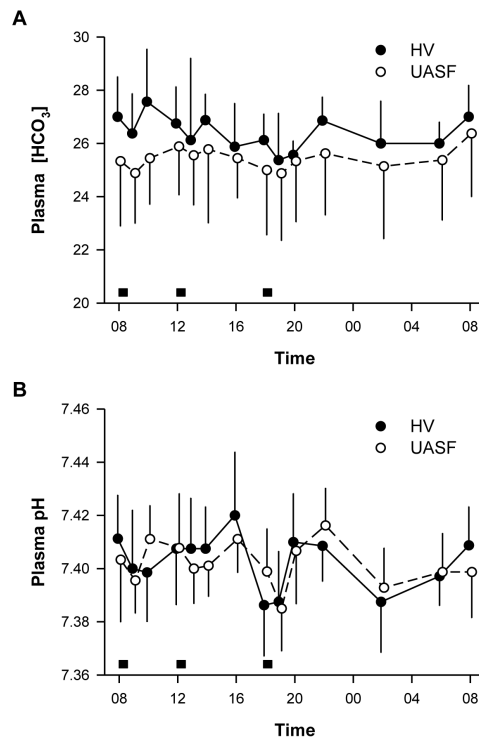 A
30
28
26
24
22
20
Plasma [HCO3]
HV
UASF
08 12 16 20 00 04 08
Time
B
7.46
7.44
7.42
7.40
7.38
7.36
Plasma pH
HV
UASF
08 12 16 20 00 04 08
Time